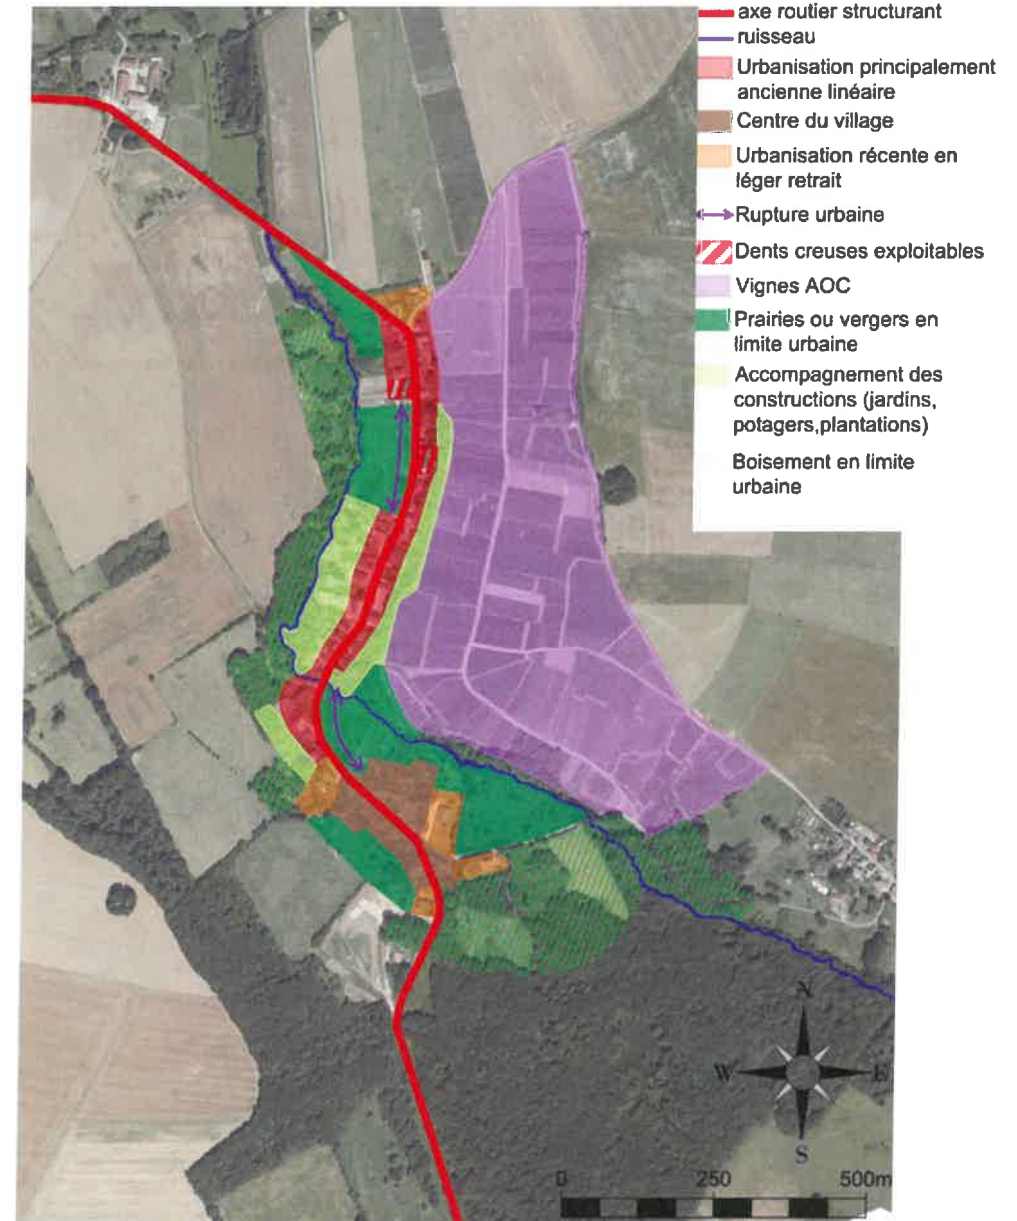 axe routier structurant
ruisseau
Urbanisation principalement
ancienne linéaire
Centre du village
Urbanisation récente en
léger retrait
Rupture urbaine
Dents creuses exploitables
Vignes AOC
Prairies ou vergers en
limite urbaine
Accompagnement des
constructions (jardins,
potagers,plantations)
Boisement en limite
urbaine
N
W
E
S
0 250 500m